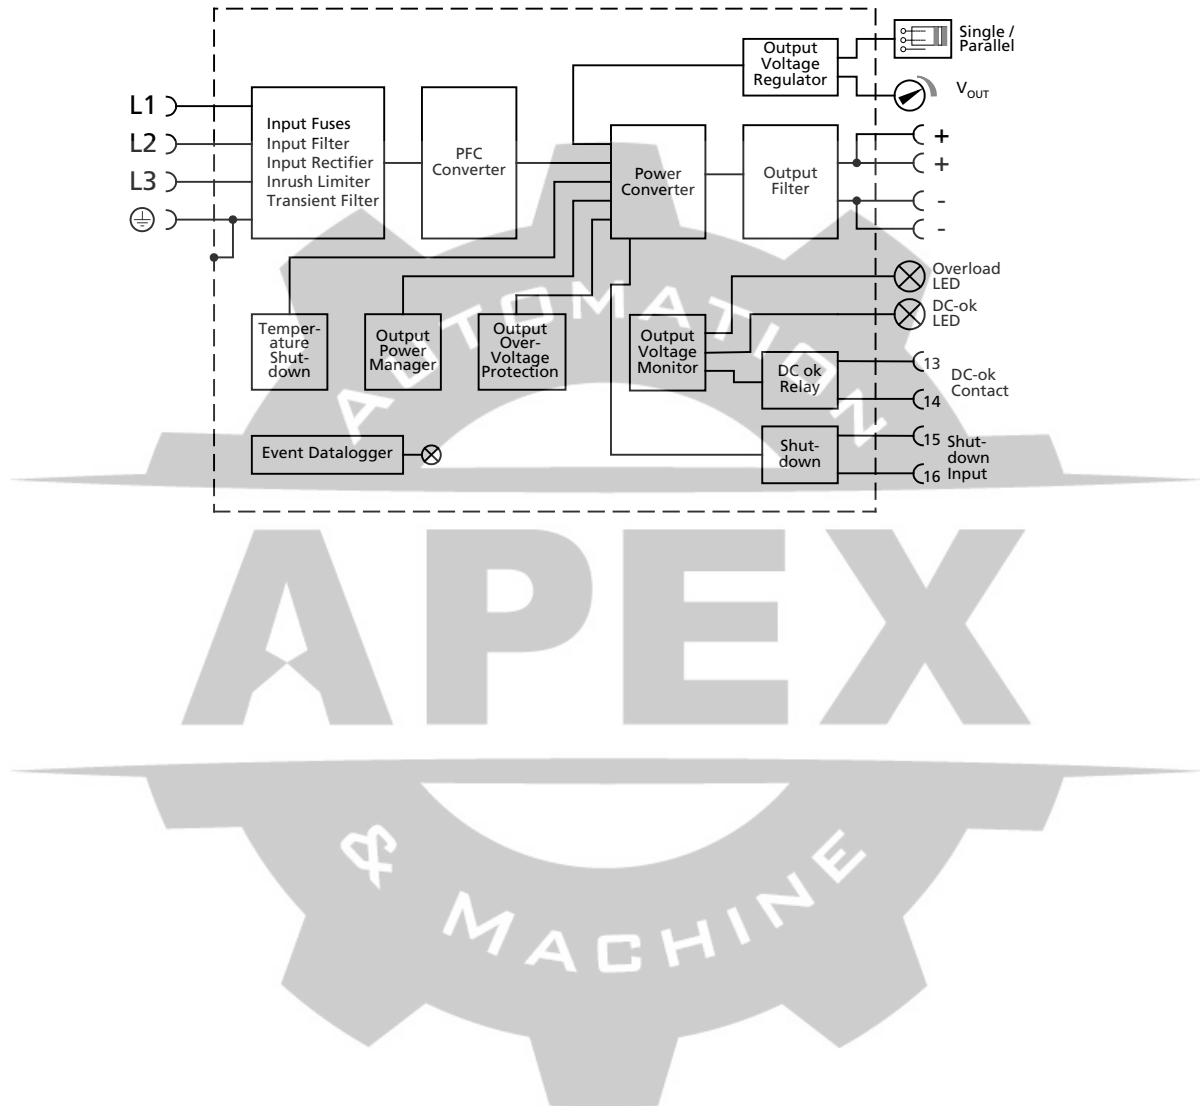 Output
Voltage
Regulator
Single /
Parallel
VOUT
L1
L2
L3
Input Fuses
Input Filter
Input Rectifier
Inrush Limiter
Transient Filter
PFC
Converter
Power
Converter
Output
Filter
+
+
-
-
Temper-
ature
Shut-
down
Output
Power
Manager
Output
Over-
Voltage
Protection
Output
Voltage
Monitor
Overload
LED
DC-ok
LED
DC ok
Relay
13
14
DC-ok
Contact
Event Datalogger
Shut-
down
15
16
Shut-
down
Input
AUTOMATION
APEX
& MACHINE